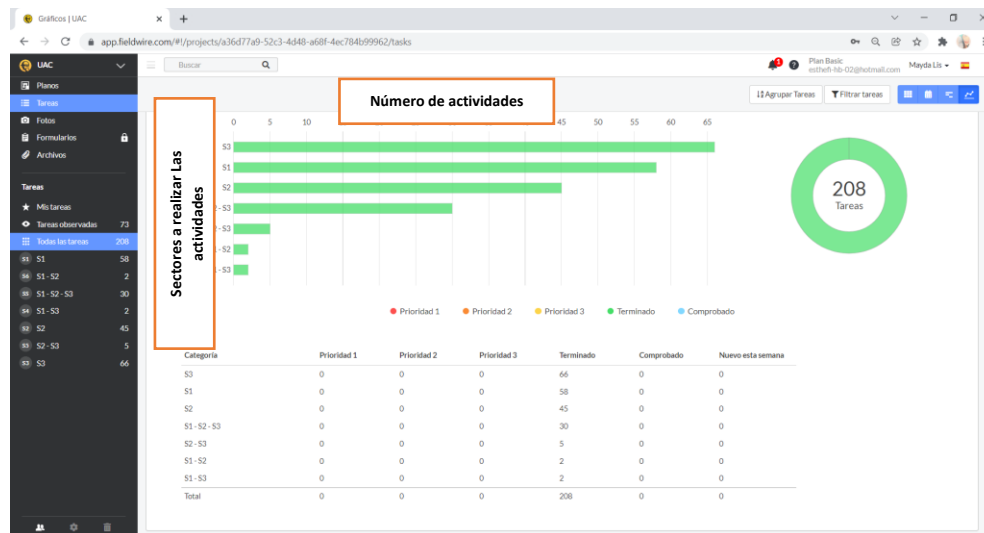 Gráficos | UAC
app.fieldwire.com/#!/projects/a36d77a9-52c3-4d48-a68f-4ec784b99962/tasks
UAC
Buscar
Plan Basic
esthefi-hb-02@hotmail.com
Mayda Lis
Planos
Tareas
Fotos
Formularios
Archivos
Tareas
Mis tareas
Tareas observadas 73
Todas las tareas 208
S1 S1 58
S6 S1 - S2 2
S5 S1 - S2 - S3 30
S4 S1 - S3 2
S2 S2 45
S3 S2 - S3 5
S3 S3 66
Agrupar Tareas
Filtrar tareas
Número de actividades
0 5 10 45 50 55 60 65
Sectores a realizar Las
actividades
S3
S1
S2
- S3
- S3
- S2
- S3
208
Tareas
Prioridad 1 Prioridad 2 Prioridad 3 Terminado Comprobado
Categoría Prioridad 1 Prioridad 2 Prioridad 3 Terminado Comprobado Nuevo esta semana
S3 0 0 0 66 0 0
S1 0 0 0 58 0 0
S2 0 0 0 45 0 0
S1 - S2 - S3 0 0 0 30 0 0
S2 - S3 0 0 0 5 0 0
S1 - S2 0 0 0 2 0 0
S1 - S3 0 0 0 2 0 0
Total 0 0 0 208 0 0